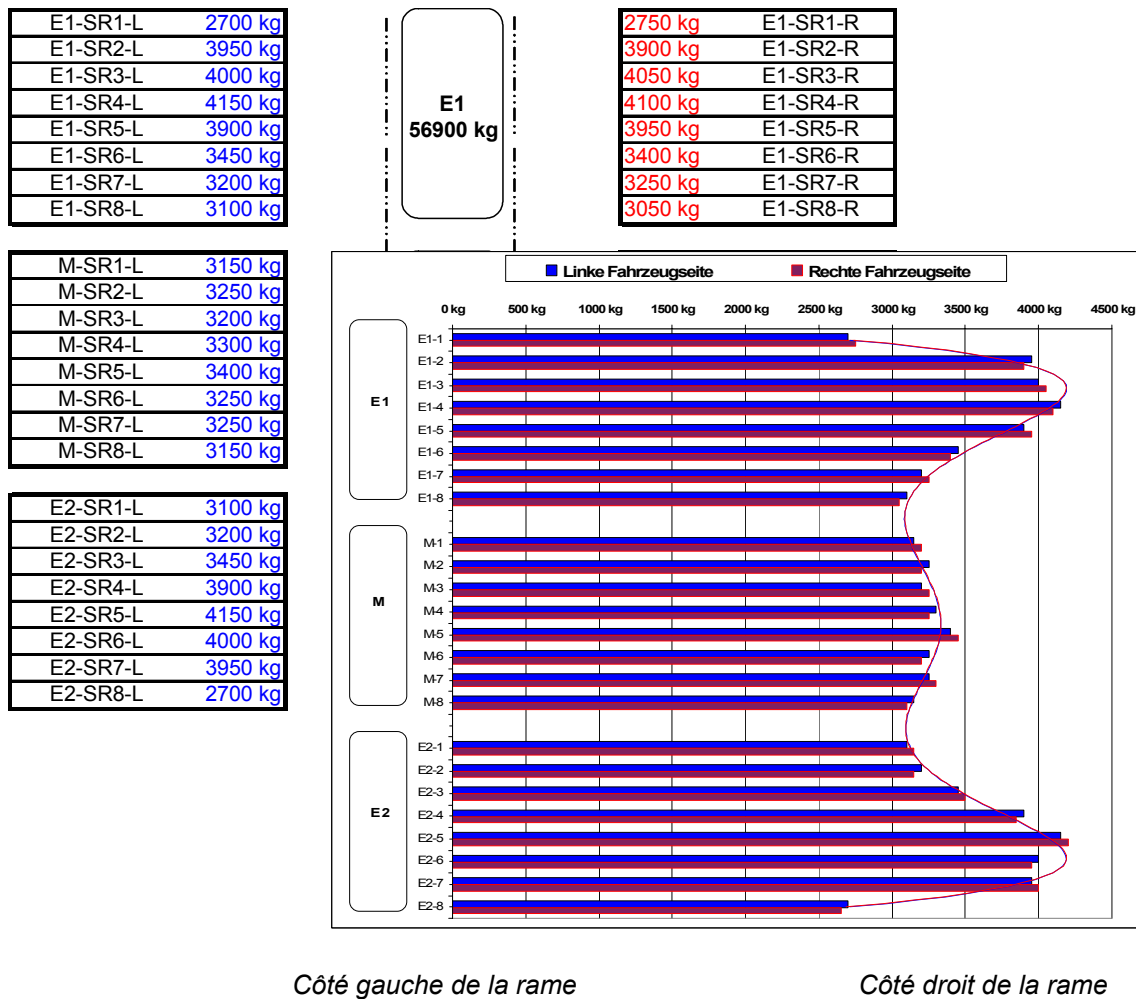 E1-SR1-L 2700 kg
E1-SR2-L 3950 kg
E1-SR3-L 4000 kg
E1-SR4-L 4150 kg
E1-SR5-L 3900 kg
E1-SR6-L 3450 kg
E1-SR7-L 3200 kg
E1-SR8-L 3100 kg
E1
56900 kg
2750 kg E1-SR1-R
3900 kg E1-SR2-R
4050 kg E1-SR3-R
4100 kg E1-SR4-R
3950 kg E1-SR5-R
3400 kg E1-SR6-R
3250 kg E1-SR7-R
3050 kg E1-SR8-R
M-SR1-L 3150 kg
M-SR2-L 3250 kg
M-SR3-L 3200 kg
M-SR4-L 3300 kg
M-SR5-L 3400 kg
M-SR6-L 3250 kg
M-SR7-L 3250 kg
M-SR8-L 3150 kg
E2-SR1-L 3100 kg
E2-SR2-L 3200 kg
E2-SR3-L 3450 kg
E2-SR4-L 3900 kg
E2-SR5-L 4150 kg
E2-SR6-L 4000 kg
E2-SR7-L 3950 kg
E2-SR8-L 2700 kg
Linke Fahrzeugseite Rechte Fahrzeugseite
0 kg 500 kg 1000 kg 1500 kg 2000 kg 2500 kg 3000 kg 3500 kg 4000 kg 4500 kg
E1
E1-1
E1-2
E1-3
E1-4
E1-5
E1-6
E1-7
E1-8
M
M-1
M-2
M-3
M-4
M-5
M-6
M-7
M-8
E2
E2-1
E2-2
E2-3
E2-4
E2-5
E2-6
E2-7
E2-8
Côté gauche de la rame Côté droit de la rame